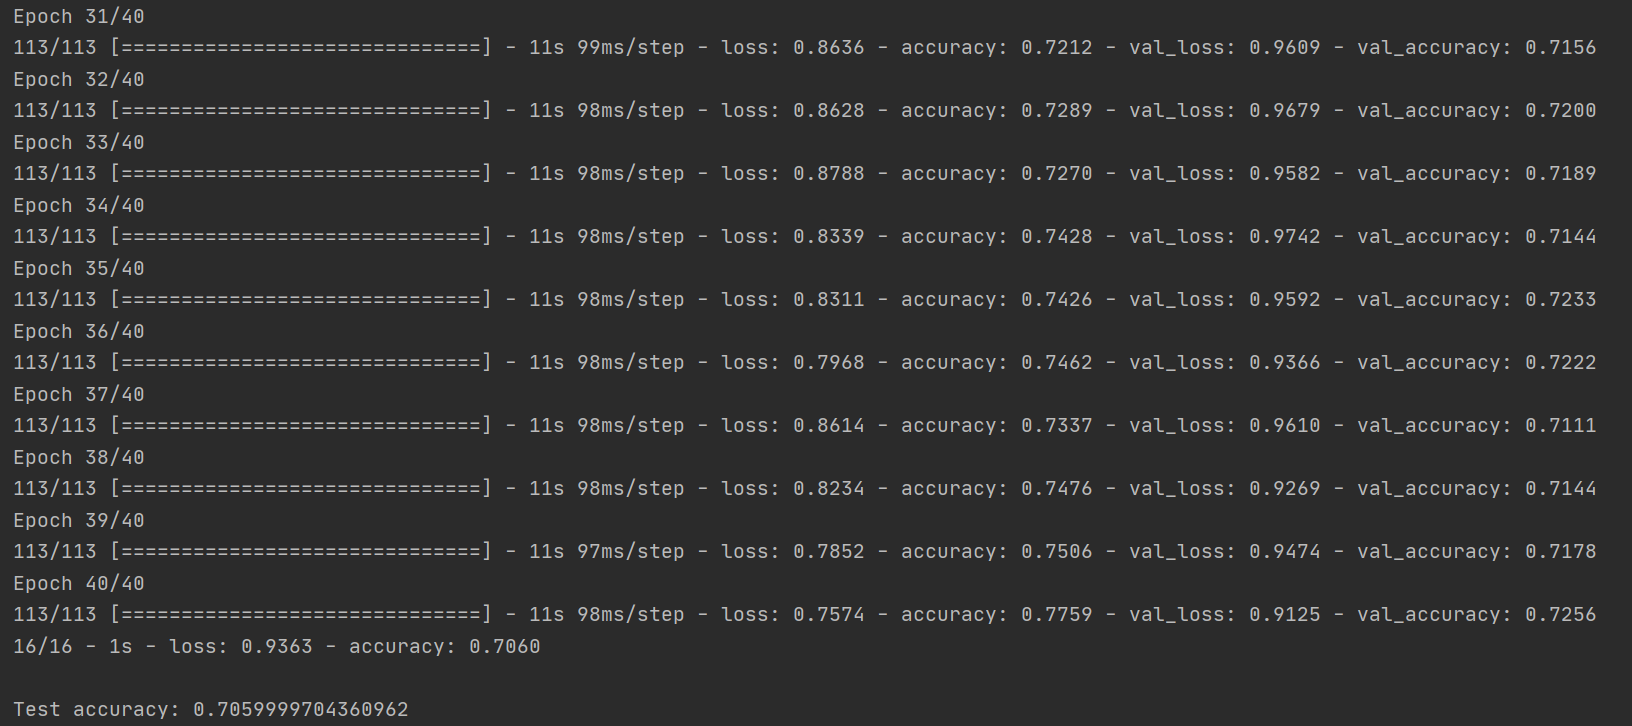 Epoch 31/40
113/113 [==============================] - 11s 99ms/step - loss: 0.8636 - accuracy: 0.7212 - val_loss: 0.9609 - val_accuracy: 0.7156
Epoch 32/40
113/113 [==============================] - 11s 98ms/step - loss: 0.8628 - accuracy: 0.7289 - val_loss: 0.9679 - val_accuracy: 0.7200
Epoch 33/40
113/113 [==============================] - 11s 98ms/step - loss: 0.8788 - accuracy: 0.7270 - val_loss: 0.9582 - val_accuracy: 0.7189
Epoch 34/40
113/113 [==============================] - 11s 98ms/step - loss: 0.8339 - accuracy: 0.7428 - val_loss: 0.9742 - val_accuracy: 0.7144
Epoch 35/40
113/113 [==============================] - 11s 98ms/step - loss: 0.8311 - accuracy: 0.7426 - val_loss: 0.9592 - val_accuracy: 0.7233
Epoch 36/40
113/113 [==============================] - 11s 98ms/step - loss: 0.7968 - accuracy: 0.7462 - val_loss: 0.9366 - val_accuracy: 0.7222
Epoch 37/40
113/113 [==============================] - 11s 98ms/step - loss: 0.8614 - accuracy: 0.7337 - val_loss: 0.9610 - val_accuracy: 0.7111
Epoch 38/40
113/113 [==============================] - 11s 98ms/step - loss: 0.8234 - accuracy: 0.7476 - val_loss: 0.9269 - val_accuracy: 0.7144
Epoch 39/40
113/113 [==============================] - 11s 97ms/step - loss: 0.7852 - accuracy: 0.7506 - val_loss: 0.9474 - val_accuracy: 0.7178
Epoch 40/40
113/113 [==============================] - 11s 98ms/step - loss: 0.7574 - accuracy: 0.7759 - val_loss: 0.9125 - val_accuracy: 0.7256
16/16 - 1s - loss: 0.9363 - accuracy: 0.7060
Test accuracy: 0.7059999704360962